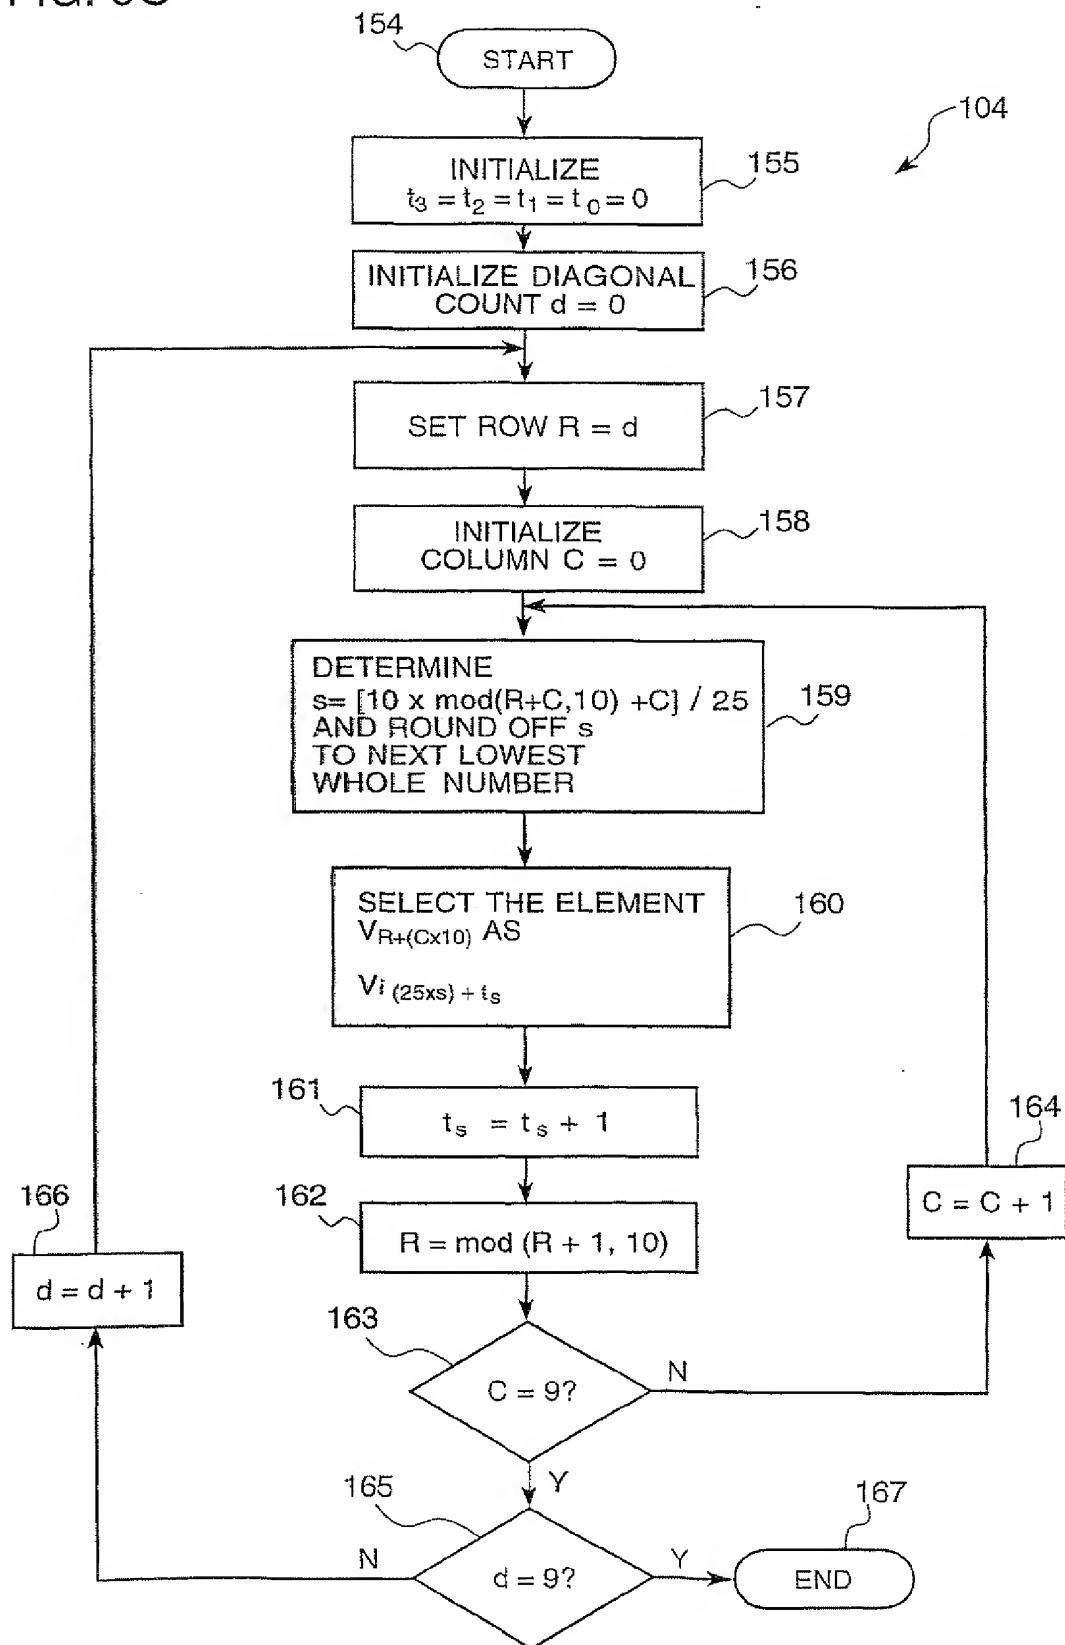 154
START
104
INITIALIZE
t3 = t2 = t1 = t0 = 0
155
INITIALIZE DIAGONAL
COUNT d = 0
156
SET ROW R = d
157
INITIALIZE
COLUMN C = 0
158
DETERMINE
s= [10 x mod(R+C,10) +C] / 25
AND ROUND OFF s
TO NEXT LOWEST
WHOLE NUMBER
159
SELECT THE ELEMENT
VR+(Cx10) AS
Vi (25xs) + ts
160
161
ts = ts + 1
162
R = mod (R + 1, 10)
164
C = C + 1
166
d = d + 1
163
C = 9?
N
Y
165
d = 9?
N
Y
167
END